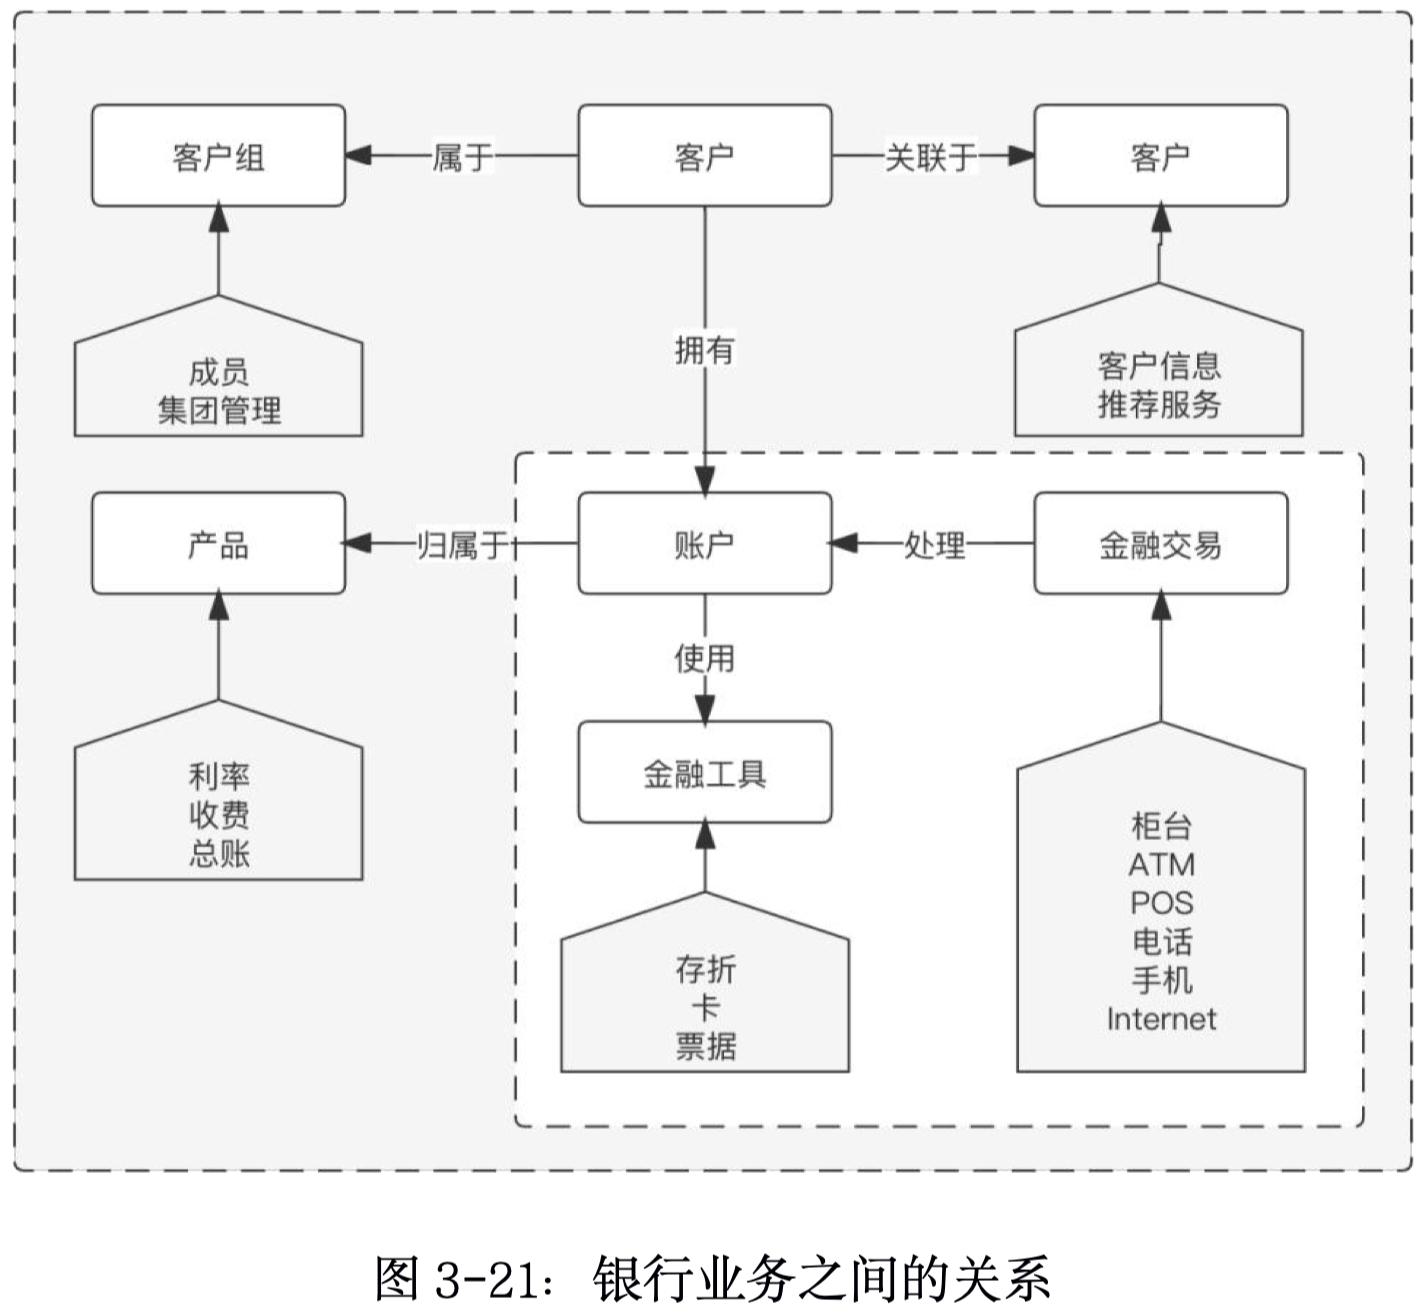 客户组
属于
客户
关联于
客户
成员
集团管理
拥有
客户信息
推荐服务
产品
归属于
账户
处理
金融交易
使用
利率
收费
总账
金融工具
柜台
ATM
POS
电话
手机
Internet
存折
卡
票据
图 3-21：银行业务之间的关系